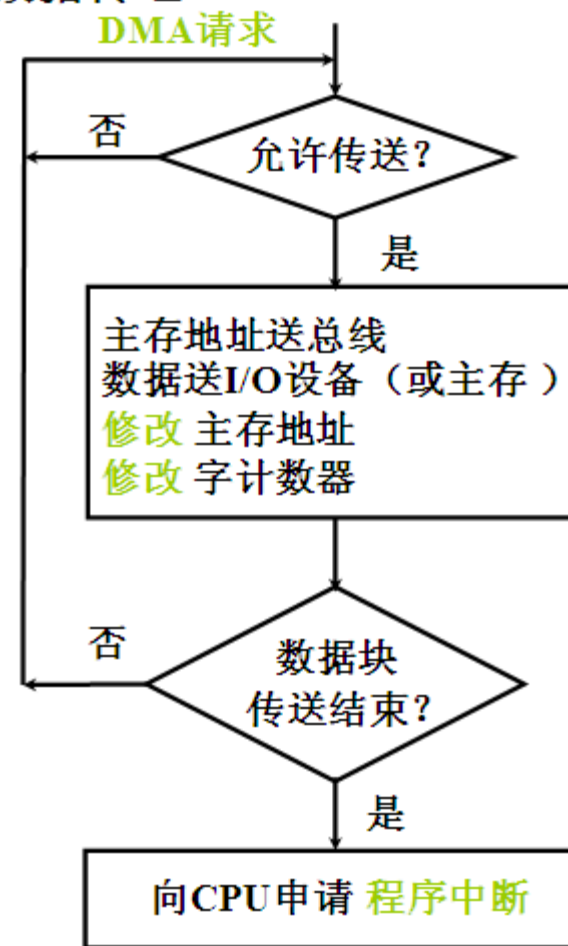 DMA请求
允许传送？
否
是
主存地址送总线
数据送I/O设备（或主存 ）
修改 主存地址
修改 字计数器
数据块
传送结束？
否
是
向CPU申请 程序中断